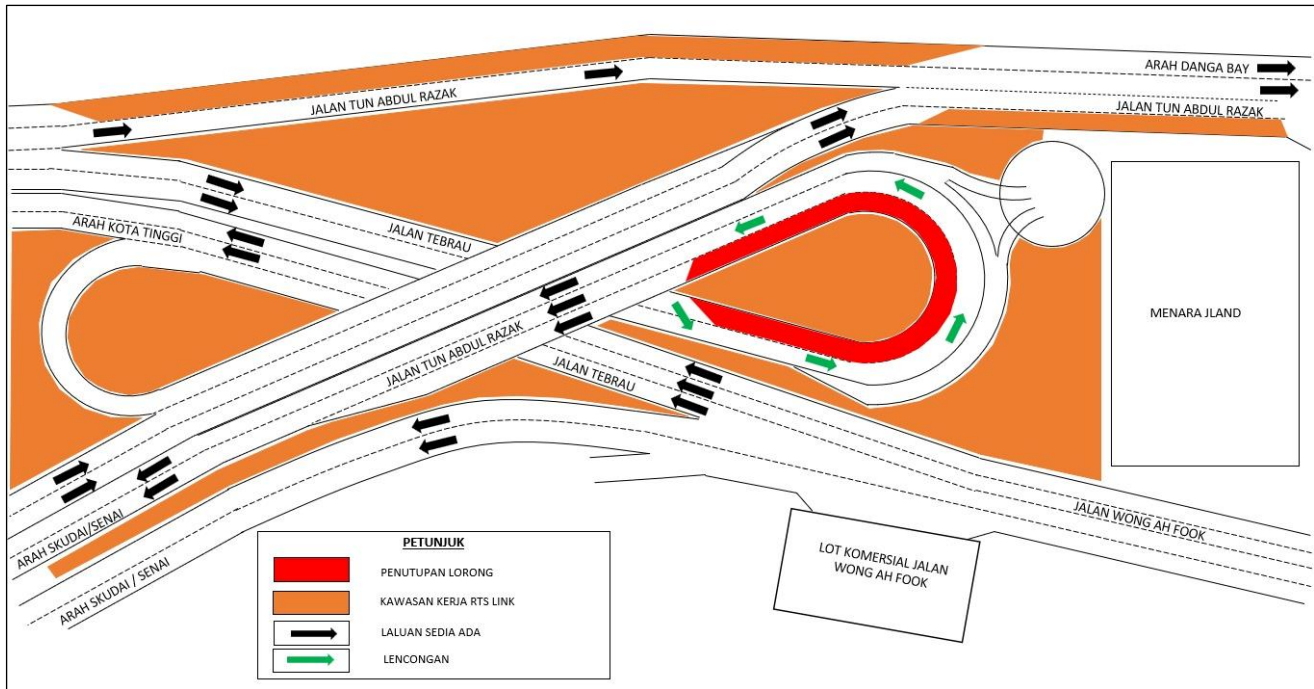 ARAH DANGA BAY
JALAN TUN ABDUL RAZAK
JALAN TUN ABDUL RAZAK
JALAN TEBRAU
ARAH KOTA TINGGI
MENARA JLAND
JALAN TUN ABDUL RAZAK
JALAN TEBRAU
JALAN WONG AH FOOK
ARAH SKUDAI/SENAI
ARAH SKUDAI / SENAI
LOT KOMERSIAL JALAN
WONG AH FOOK
PETUNJUK
PENUTUPAN LORONG
KAWASAN KERJA RTS LINK
LALUAN SEDIA ADA
LENCONGAN